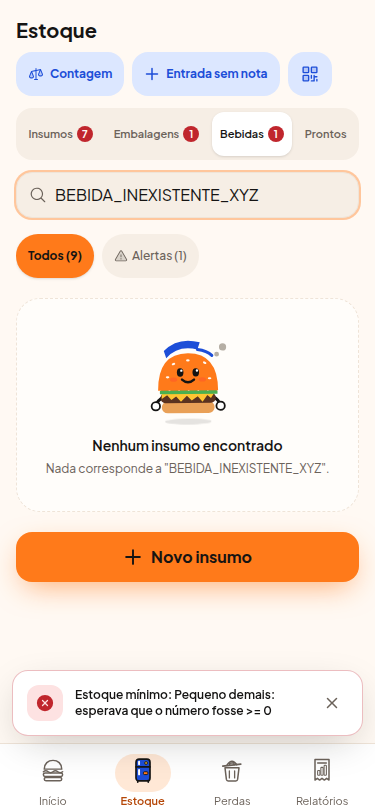 Estoque
Contagem
Entrada sem nota
Insumos 7
Embalagens 1
Bebidas 1
Prontos
BEBIDA_INEXISTENTE_XYZ
Todos (9)
Alertas (1)
Nenhum insumo encontrado
Nada corresponde a "BEBIDA_INEXISTENTE_XYZ".
Novo insumo
Estoque mínimo: Pequeno demais:
esperava que o número fosse >= 0
Início
Estoque
Perdas
Relatórios